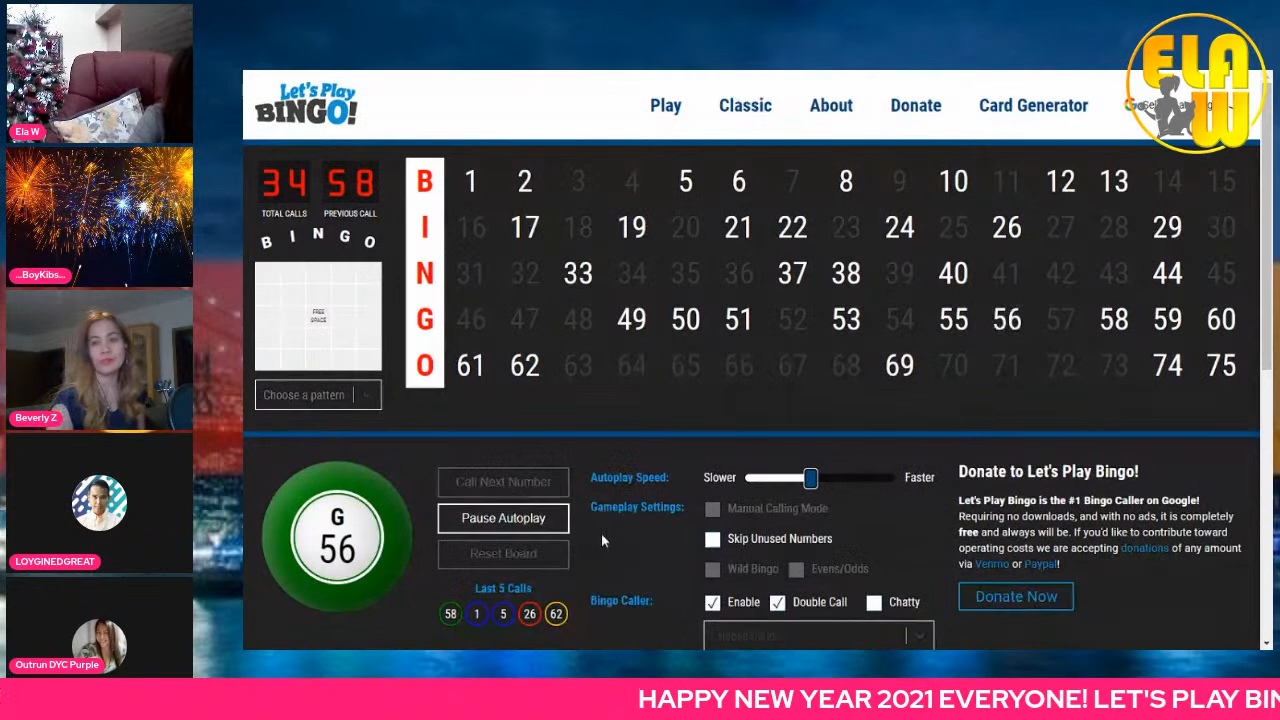 Ela W
...BoyKibs...
Beverly Z
LOYGINEDGREAT
Outrun DYC Purple
Let's Play
BINGO!
Play Classic About Donate Card Generator
ELA
W
34 58
TOTAL CALLS PREVIOUS CALL
B I N G O
FREE
SPACE
Choose a pattern
B 1 2 3 4 5 6 7 8 9 10 11 12 13 14 15
I 16 17 18 19 20 21 22 23 24 25 26 27 28 29 30
N 31 32 33 34 35 36 37 38 39 40 41 42 43 44 45
G 46 47 48 49 50 51 52 53 54 55 56 57 58 59 60
O 61 62 63 64 65 66 67 68 69 70 71 72 73 74 75
G
56
Call Next Number
Pause Autoplay
Reset Board
Last 5 Calls
58 1 5 26 62
Autoplay Speed: Slower Faster
Gameplay Settings: Manual Calling Mode
Skip Unused Numbers
Wild Bingo Evens/Odds
Bingo Caller: Enable Double Call Chatty
Donate to Let's Play Bingo!
Let's Play Bingo is the #1 Bingo Caller on Google!
Requiring no downloads, and with no ads, it is completely
free and always will be. If you'd like to contribute toward
operating costs we are accepting donations of any amount
via Venmo or Paypal!
Donate Now
HAPPY NEW YEAR 2021 EVERYONE! LET'S PLAY BIN